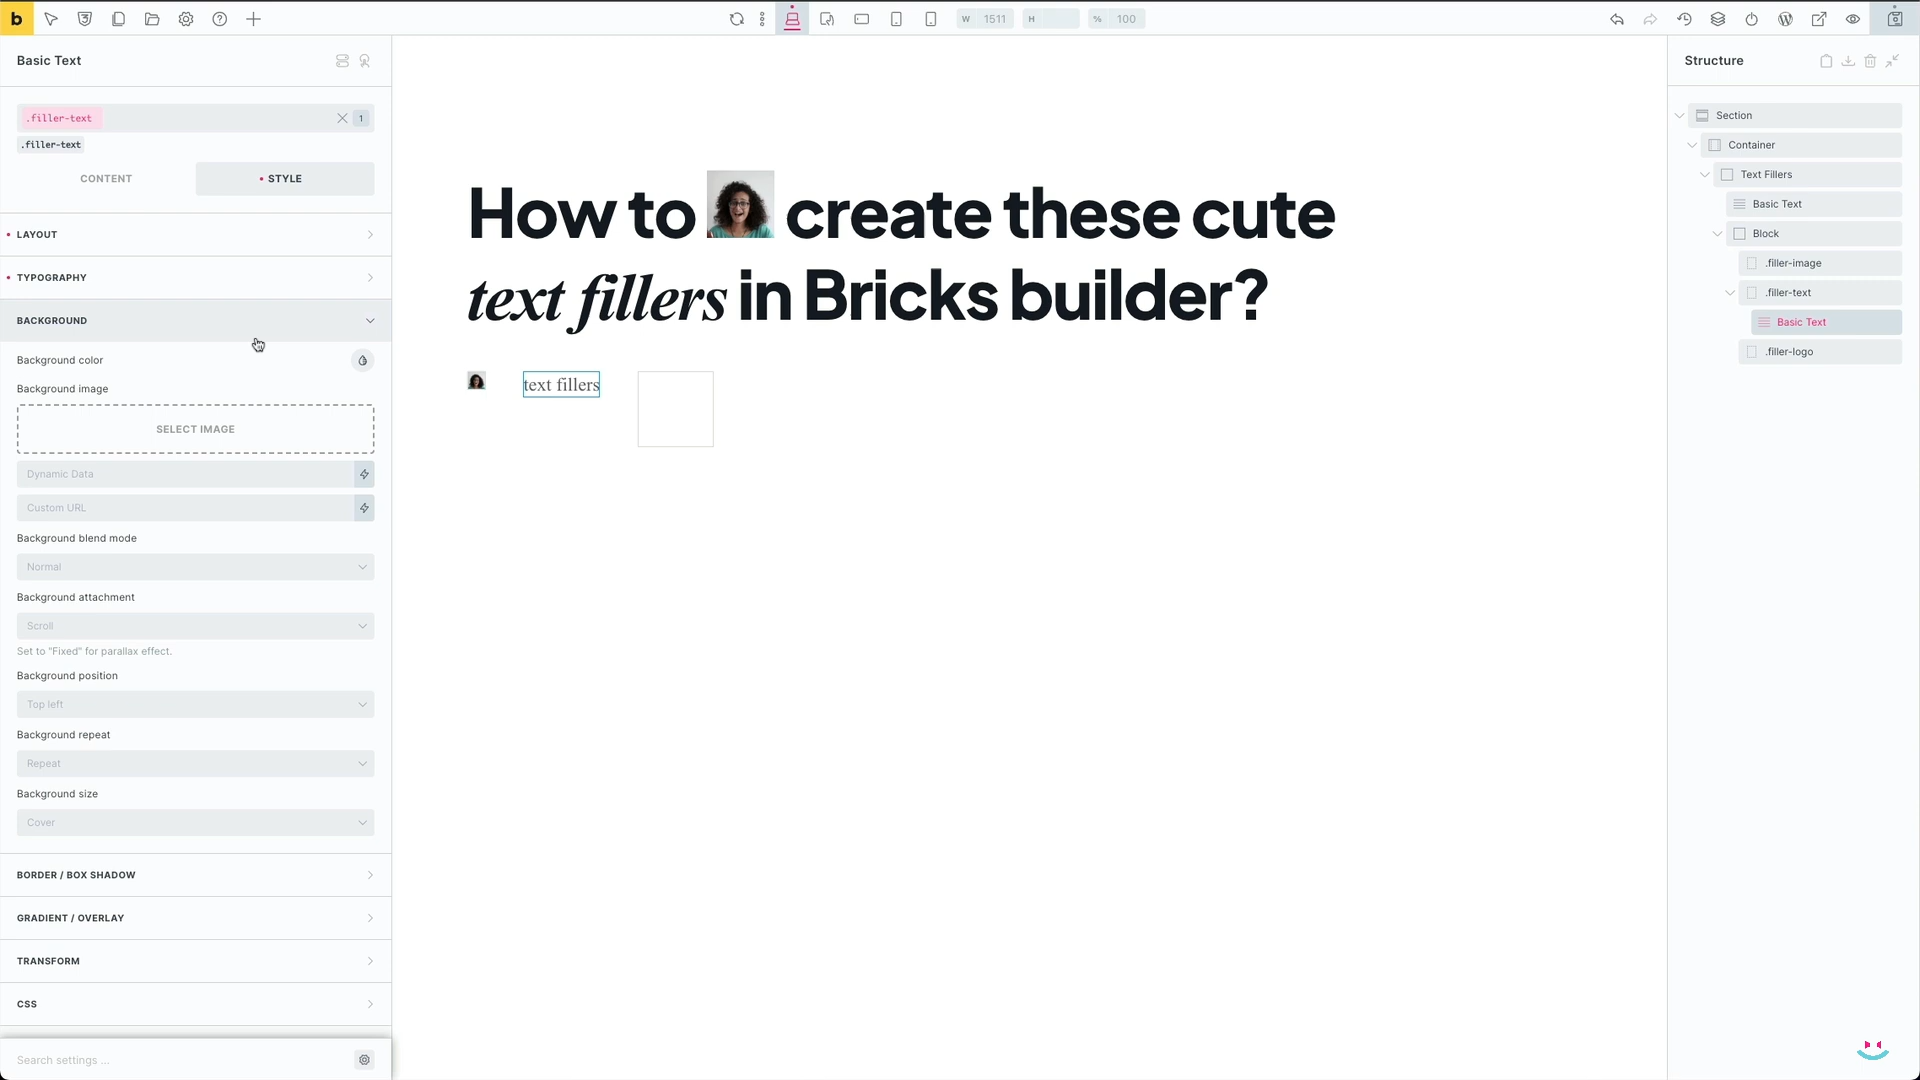 b
W 1511 H % 100
Basic Text
.filler-text 1
.filler-text
CONTENT
STYLE
LAYOUT
TYPOGRAPHY
BACKGROUND
Background color
Background image
SELECT IMAGE
Dynamic Data
Custom URL
Background blend mode
Normal
Background attachment
Scroll
Set to "Fixed" for parallax effect.
Background position
Top left
Background repeat
Repeat
Background size
Cover
BORDER / BOX SHADOW
GRADIENT / OVERLAY
TRANSFORM
CSS
Search settings ...
How to create these cute
text fillers in Bricks builder?
text fillers
Structure
Section
Container
Text Fillers
Basic Text
Block
.filler-image
.filler-text
Basic Text
.filler-logo